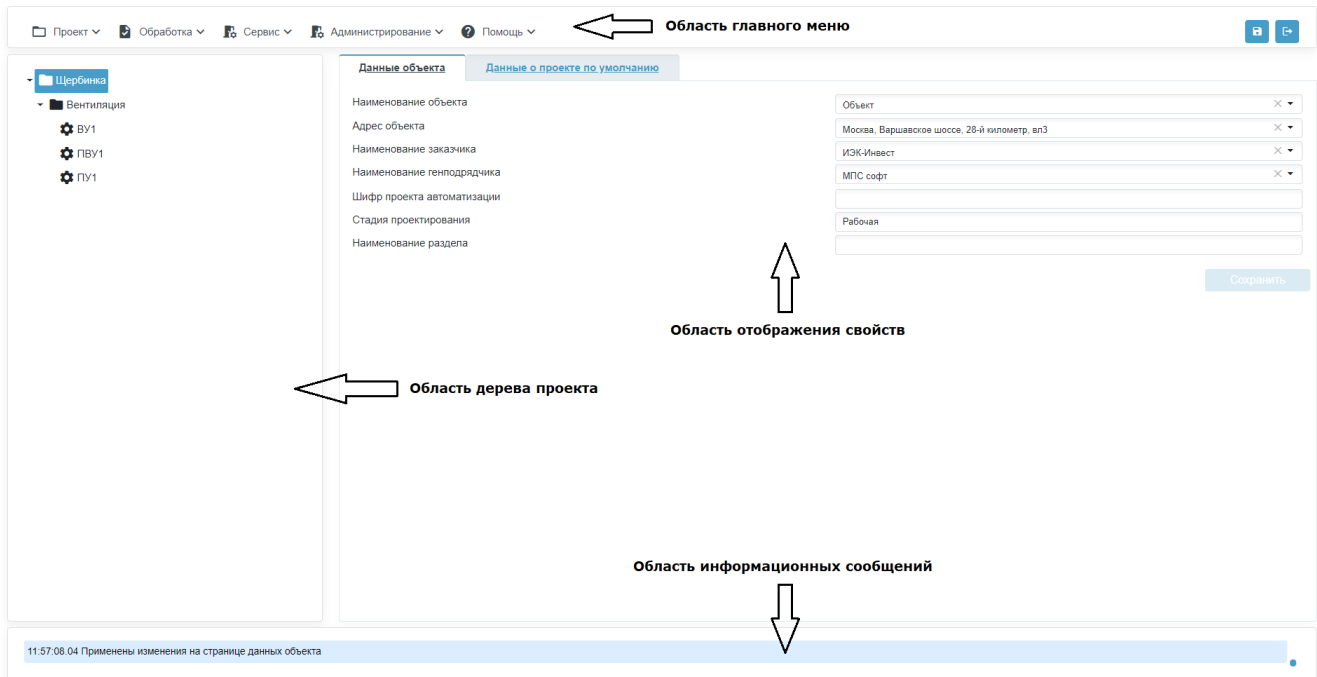 Проект Обработка Сервис Администрирование Помощь Область главного меню
Щербинка
Вентиляция
ВУ1
ПВУ1
ПУ1
Данные объекта Данные о проекте по умолчанию
Наименование объекта Объект
Адрес объекта Москва, Варшавское шоссе, 28-й километр, вл3
Наименование заказчика ИЭК-Инвест
Наименование генподрядчика МПС софт
Шифр проекта автоматизации
Стадия проектирования Рабочая
Наименование раздела
Сохранить
Область отображения свойств
Область дерева проекта
Область информационных сообщений
11:57:08.04 Применены изменения на странице данных объекта